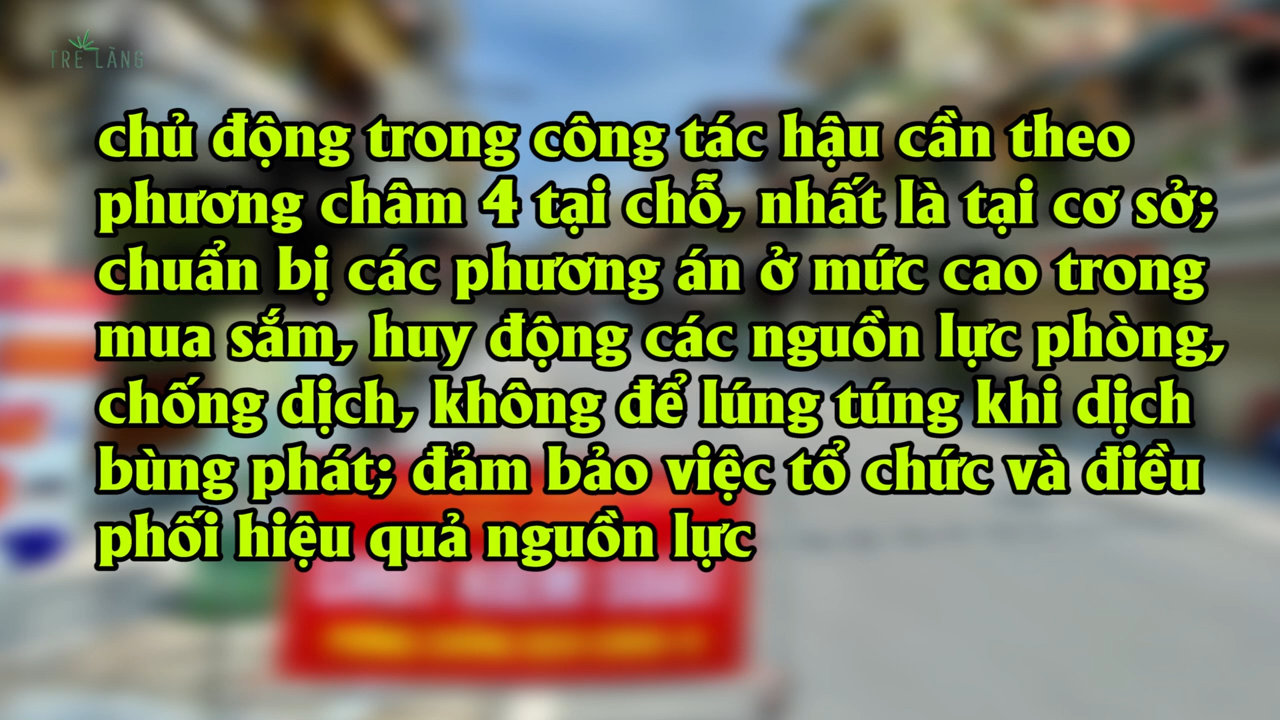 TRE LÀNG
chủ động trong công tác hậu cần theo
phương châm 4 tại chỗ, nhất là tại cơ sở;
chuẩn bị các phương án ở mức cao trong
mua sắm, huy động các nguồn lực phòng,
chống dịch, không để lúng túng khi dịch
bùng phát; đảm bảo việc tổ chức và điều
phối hiệu quả nguồn lực